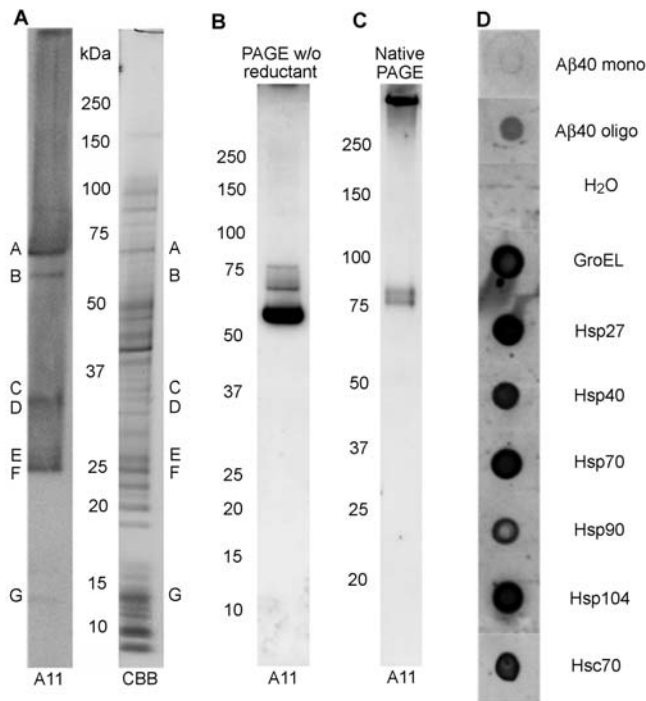 A
kDa
250
150
100
75
50
37
25
20
15
10
A
B
C
D
E
F
G
A
B
C
D
E
F
G
A11
CBB
B
PAGE w/o
reductant
250
150
100
75
50
37
25
20
15
10
A11
C
Native
PAGE
250
150
100
75
50
37
25
20
A11
D
Aβ40 mono
Aβ40 oligo
H₂O
GroEL
Hsp27
Hsp40
Hsp70
Hsp90
Hsp104
Hsc70